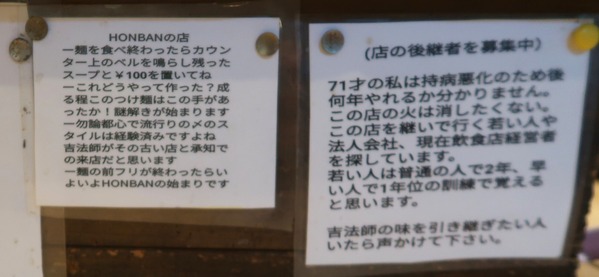 HONBANの店
ー麺を食べ終わったらカウン
ター上のベルを鳴らし残った
スープと￥100を置いてね
ーこれどうやって作った？成
る程このつけ麺はこの手があ
ったか！謎解きが始まります
ー勿論都心で流行りの〆のス
タイルは経験済みですよね
吉法師がその古い店と承知で
の来店だと思います
ー麺の前フリが終わったらい
よいよHONBANの始まりです
(店の後継者を募集中)
71才の私は持病悪化のため後
何年やれるか分かりません。
この店の火は消したくない。
この店を継いで行く若い人や
法人会社、現在飲食店経営者
を探しています。
若い人は普通の人で2年、早
い人で1年位の訓練で覚える
と思います。
吉法師の味を引き継ぎたい人
いたら声かけて下さい。